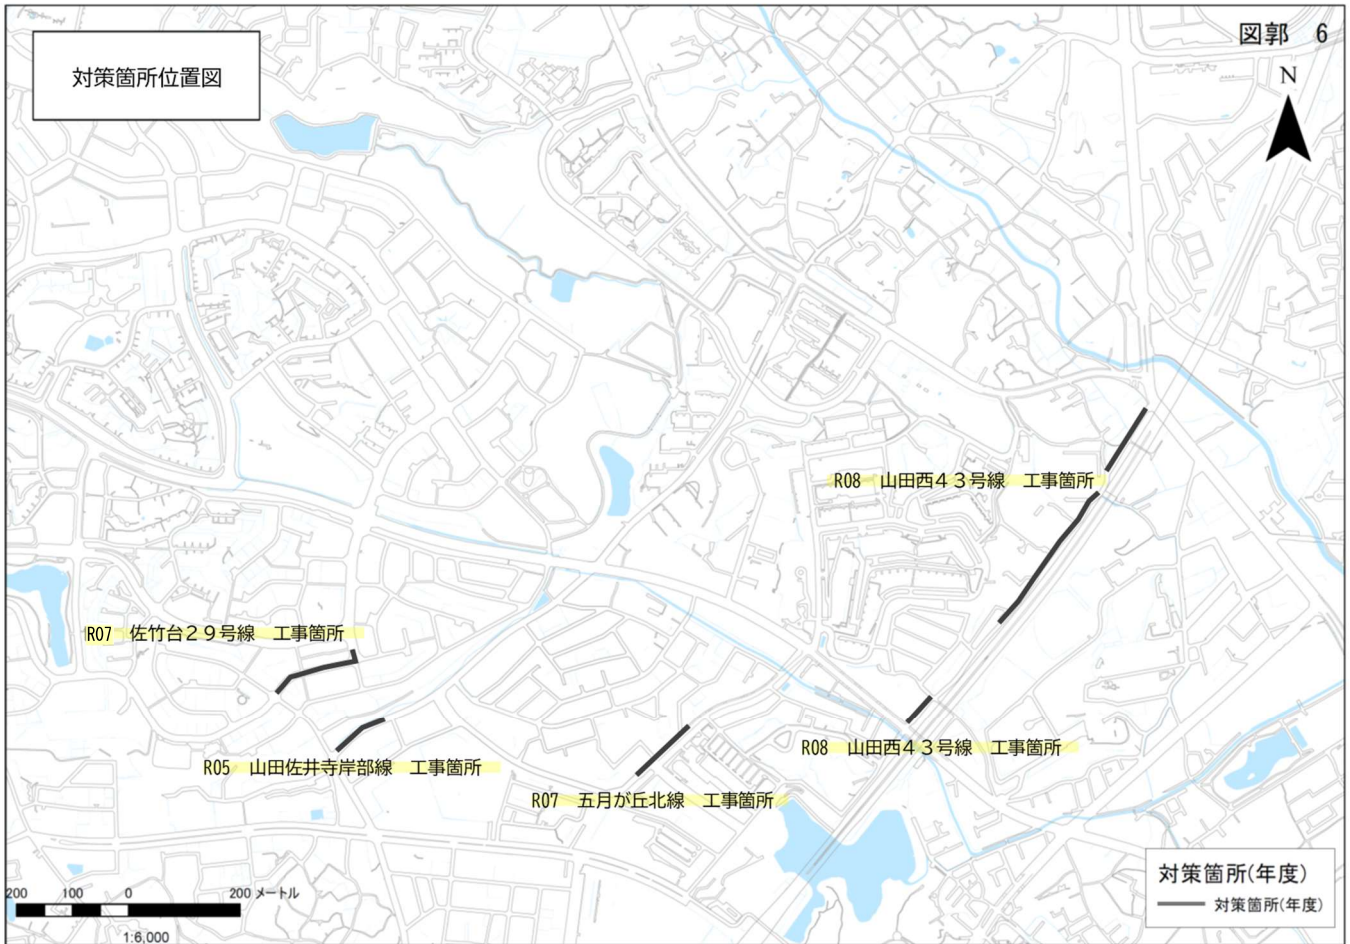 図郭　6
対策箇所位置図
N
R08　山田西４３号線　工事箇所
R07　佐竹台２９号線　工事箇所
R08　山田西４３号線　工事箇所
R05　山田佐井寺岸部線　工事箇所
R07　五月が丘北線　工事箇所
対策箇所(年度)
対策箇所(年度)
200　100　0　200 メートル
1:6,000